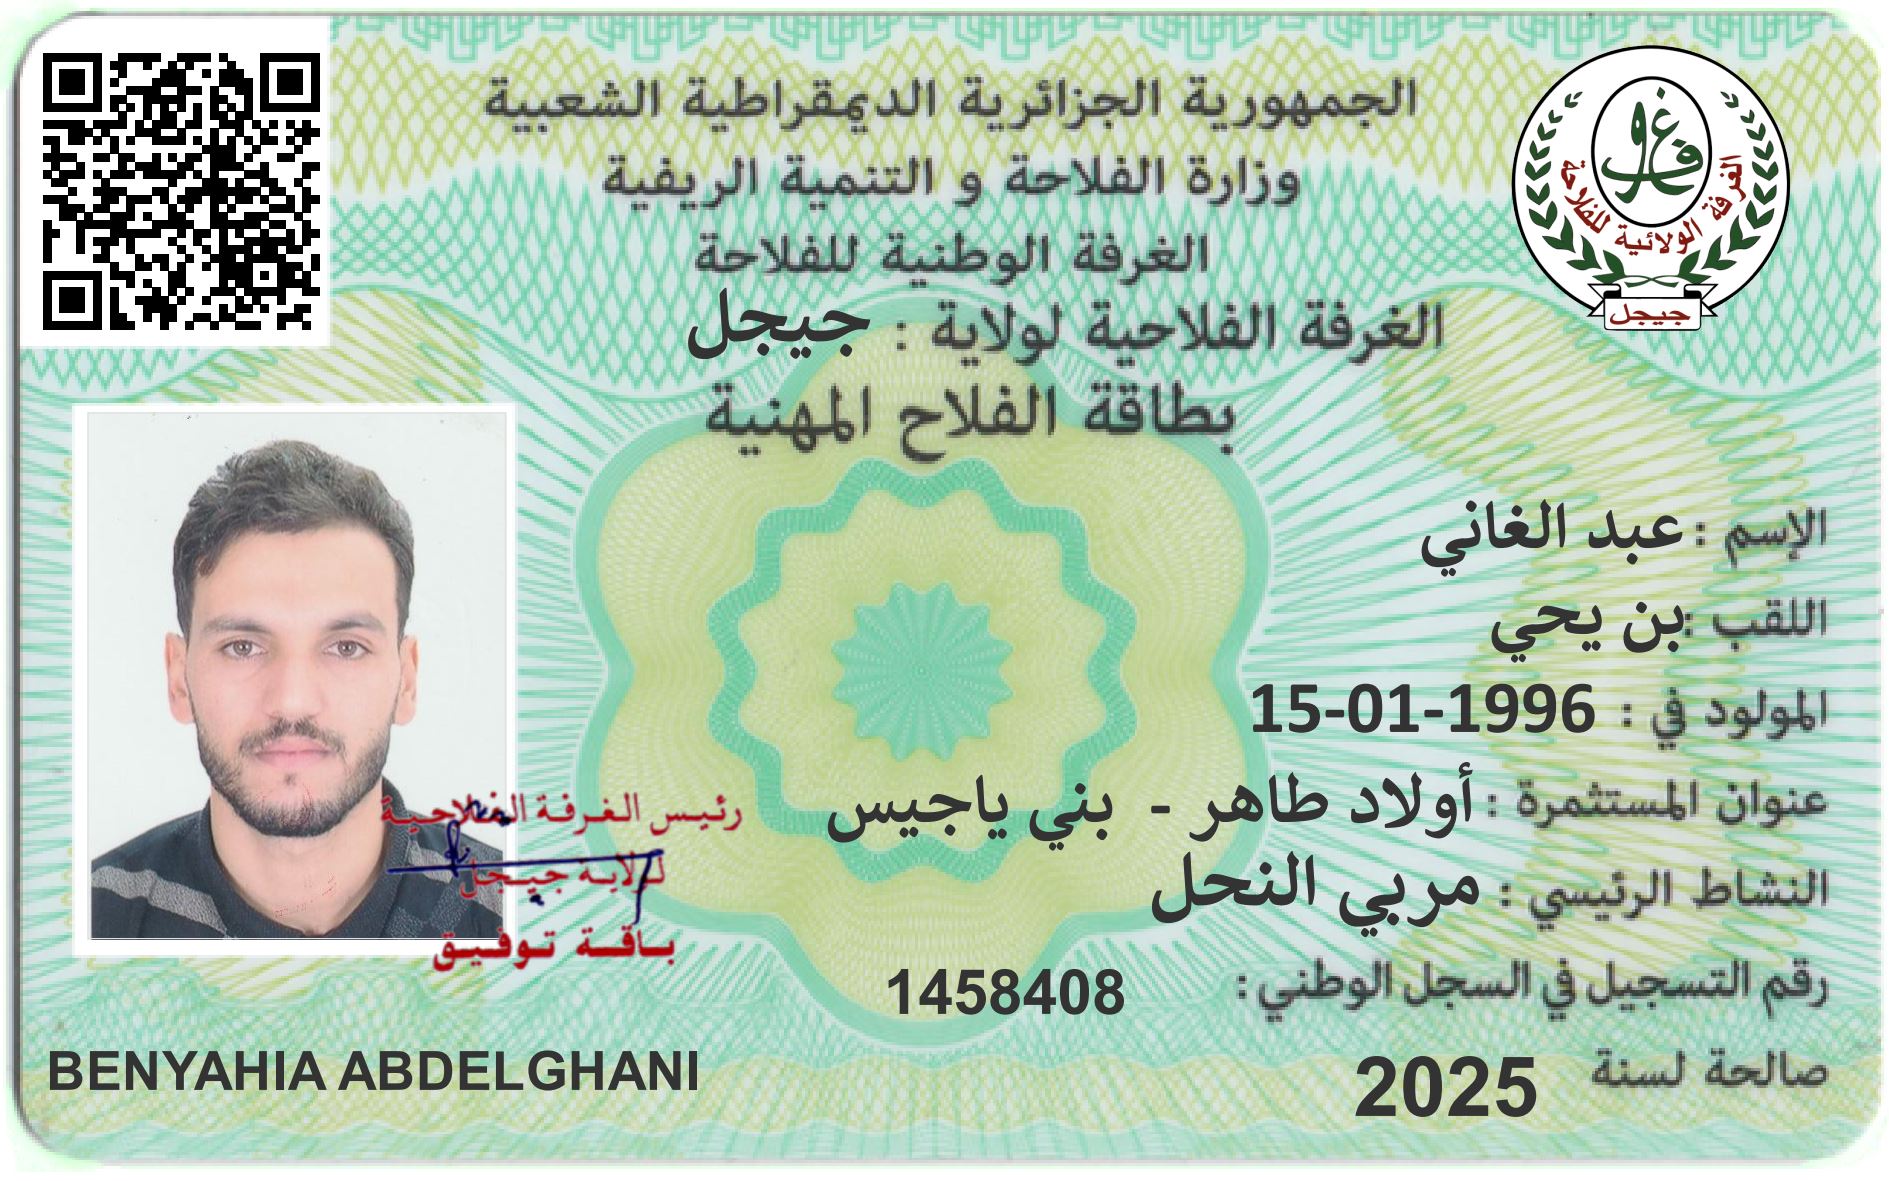 الجمهورية الجزائرية الديمقراطية الشعبية
وزارة الفلاحة و التنمية الريفية
الغرفة الوطنية للفلاحة
الغرفة الفلاحية لولاية : جيجل
بطاقة الفلاح المهنية
الغرفة الولائية للفلاحة
جيجل
الإسم : عبد الغاني
اللقب :بن يحي
المولود في : 15-01-1996
عنوان المستثمرة : أولاد طاهر - بني ياجيس
النشاط الرئيسي : مربي النحل
رقم التسجيل في السجل الوطني : 1458408
صالحة لسنة 2025
رئيس الغرفة الفلاحية
لولاية جيجل
باقة توفيق
BENYAHIA ABDELGHANI